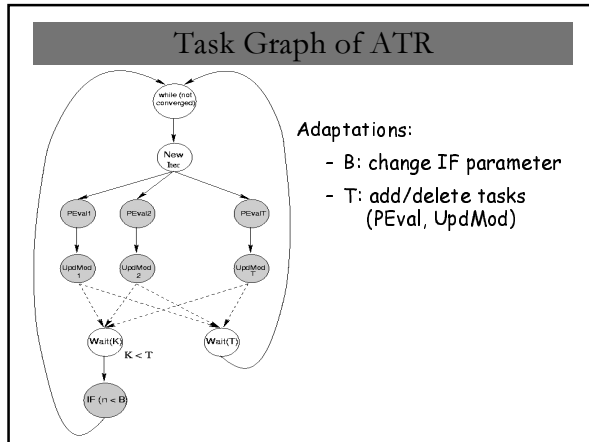 Task Graph of ATR
while (not
converged)
New
Iter
PEval1
PEval2
PEvalT
UpdMod
1
UpdMod
2
UpdMod
T
Wait(K)
Wait(T)
K < T
IF (n < B)
Adaptations:
- B: change IF parameter
- T: add/delete tasks
(PEval, UpdMod)